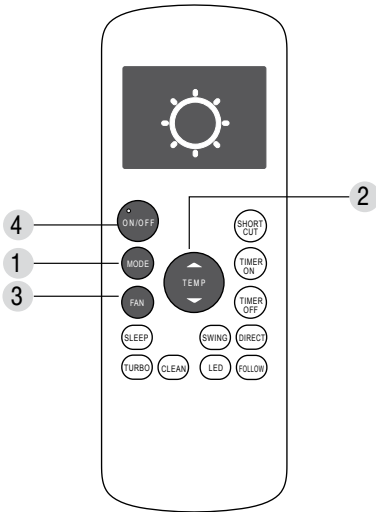 2
4
ON/OFF
SHORT
CUT
1
MODE
TEMP
TIMER
ON
3
FAN
TIMER
OFF
SLEEP
SWING
DIRECT
TURBO
CLEAN
LED
FOLLOW